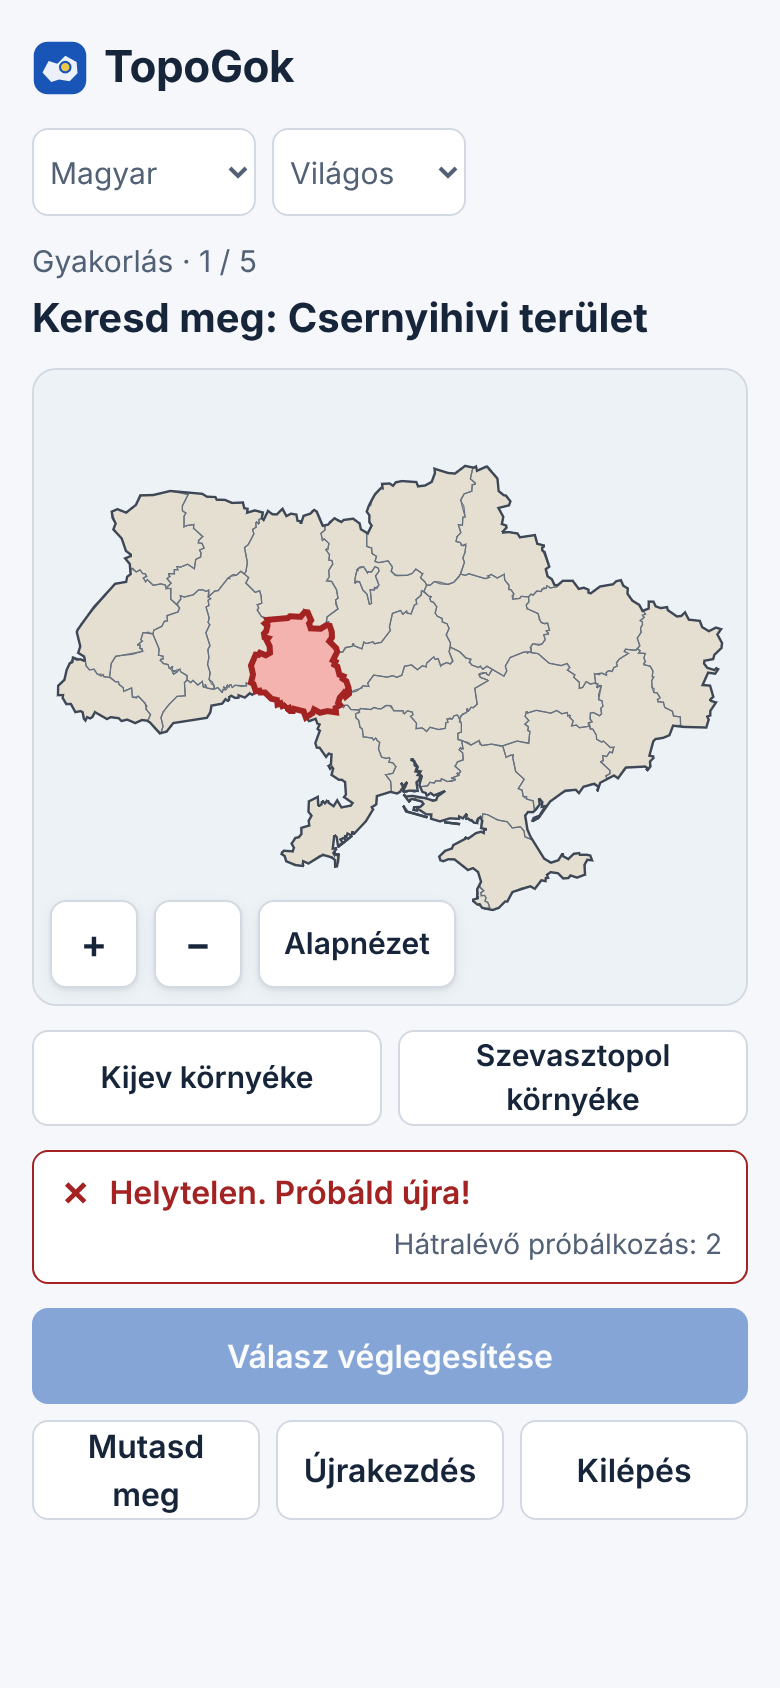 TopoGok
Magyar
Világos
Gyakorlás · 1 / 5
Keresd meg: Csernyihivi terület
+
−
Alapnézet
Kijev környéke
Szevasztopol
környéke
× Helytelen. Próbáld újra!
Hátralévő próbálkozás: 2
Válasz véglegesítése
Mutasd
meg
Újrakezdés
Kilépés